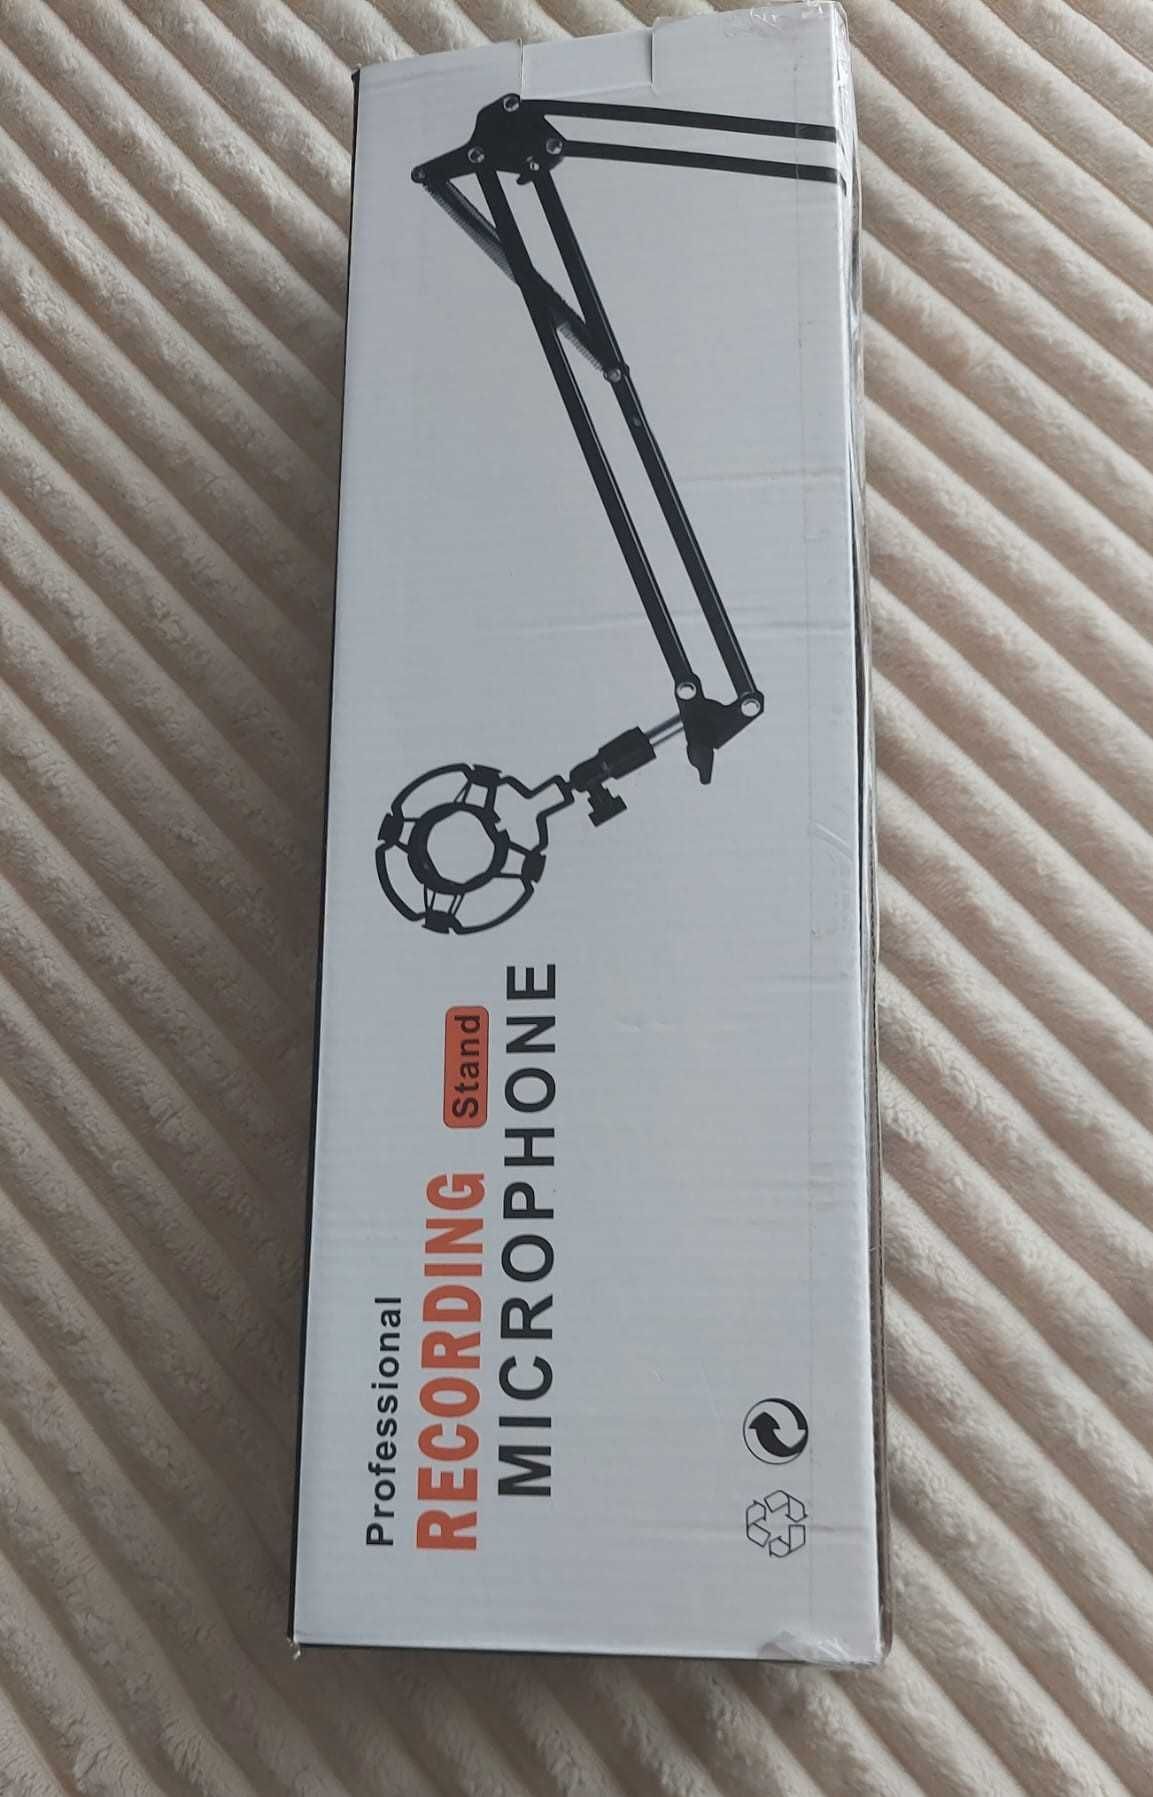 Professional
RECORDING Stand
MICROPHONE